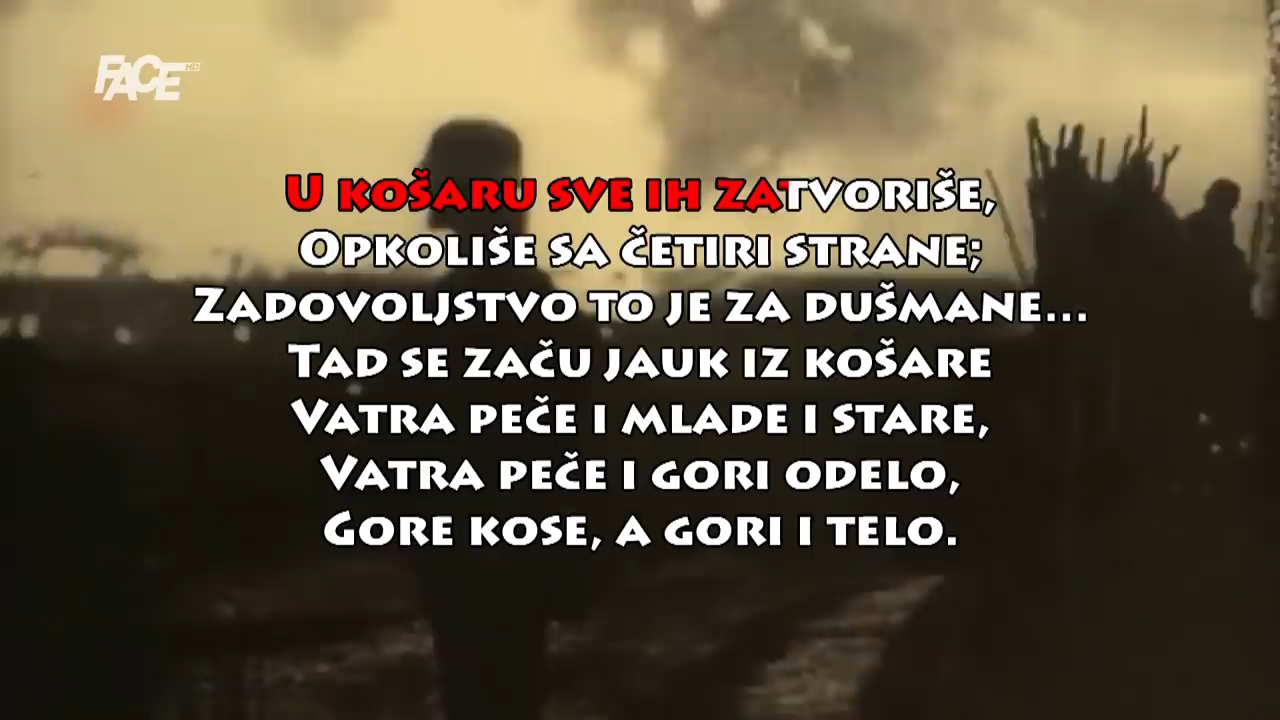 FACE HD
U košaru sve ih zatvoriše,
Opkoliše sa četiri strane;
Zadovoljstvo to je za dušmane...
Tad se začu jauk iz košare
Vatra peče i mlade i stare,
Vatra peče i gori odelo,
Gore kose, a gori i telo.